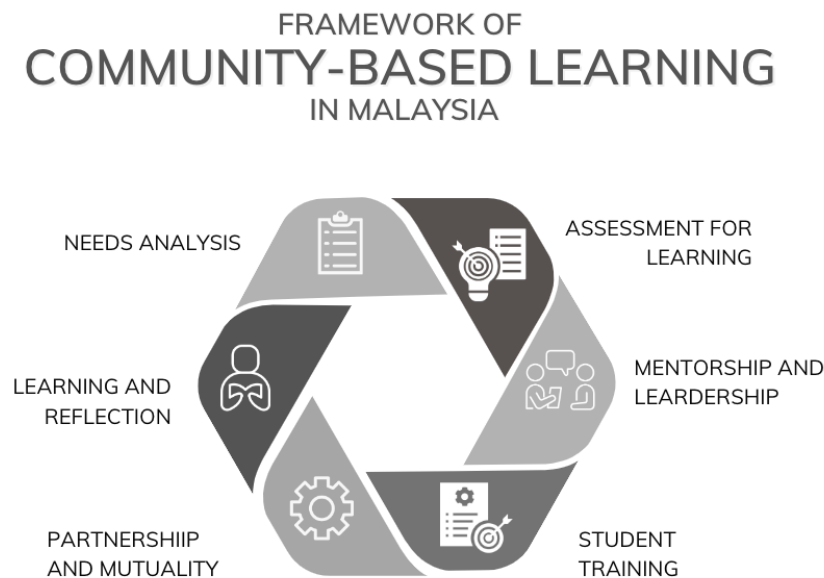 FRAMEWORK OF
COMMUNITY-BASED LEARNING
IN MALAYSIA
NEEDS ANALYSIS
ASSESSMENT FOR
LEARNING
LEARNING AND
REFLECTION
MENTORSHIP AND
LEARDERSHIP
PARTNERSHIIP
AND MUTUALITY
STUDENT
TRAINING